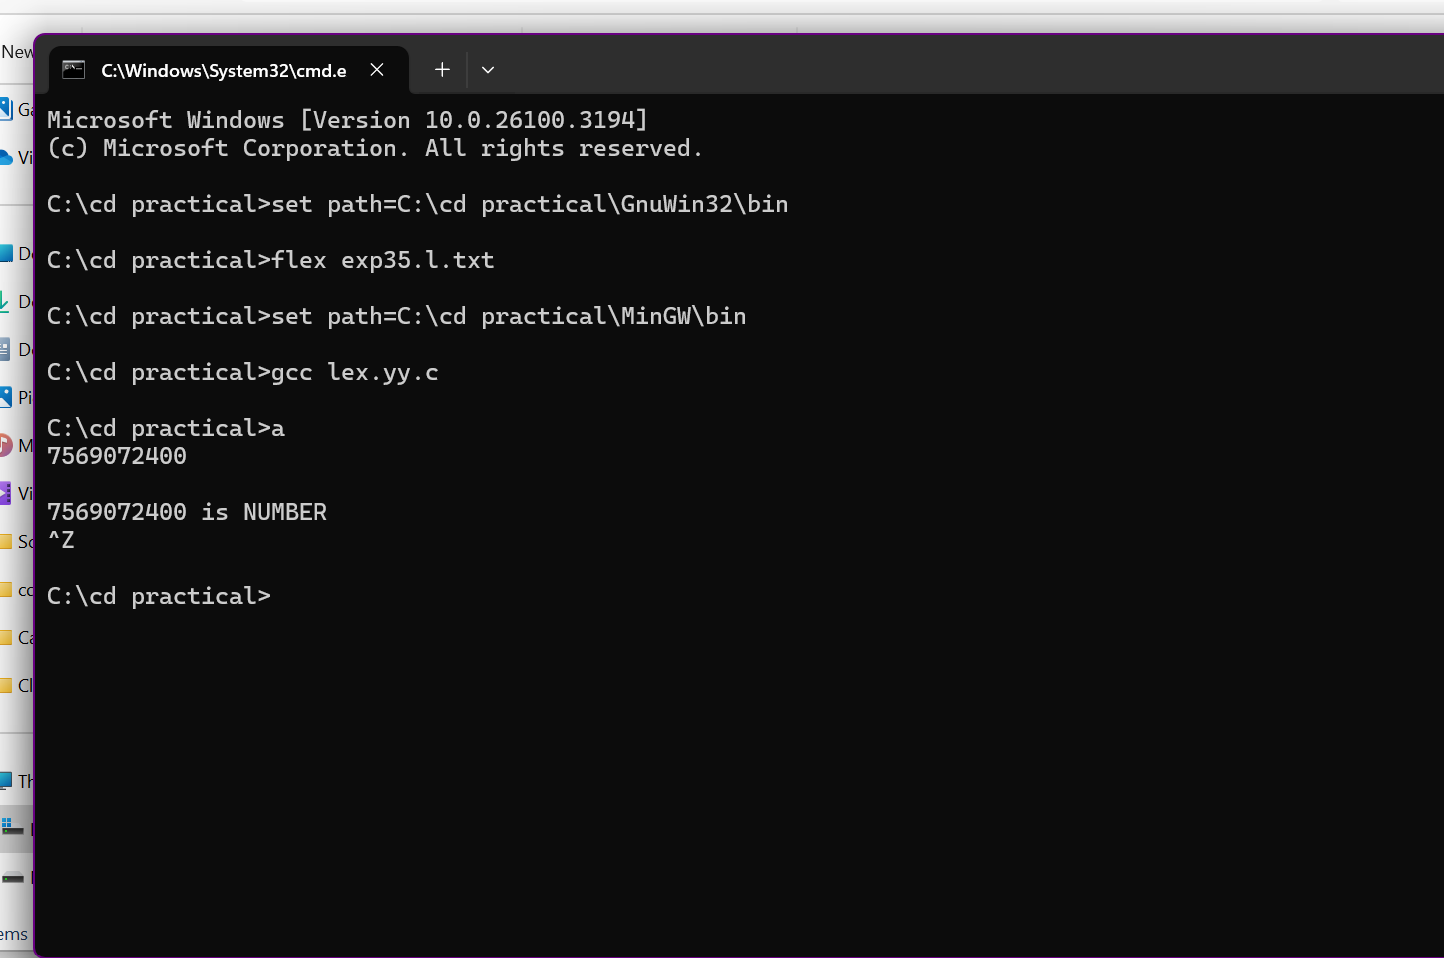 New
C:\Windows\System32\cmd.e
Microsoft Windows [Version 10.0.26100.3194]
(c) Microsoft Corporation. All rights reserved.
C:\cd practical>set path=C:\cd practical\GnuWin32\bin
C:\cd practical>flex exp35.l.txt
C:\cd practical>set path=C:\cd practical\MinGW\bin
C:\cd practical>gcc lex.yy.c
C:\cd practical>a
7569072400
7569072400 is NUMBER
^Z
C:\cd practical>
Ga
Vi
De
Do
Do
Pi
M
Vi
Sc
Ca
Cl
Th
ems